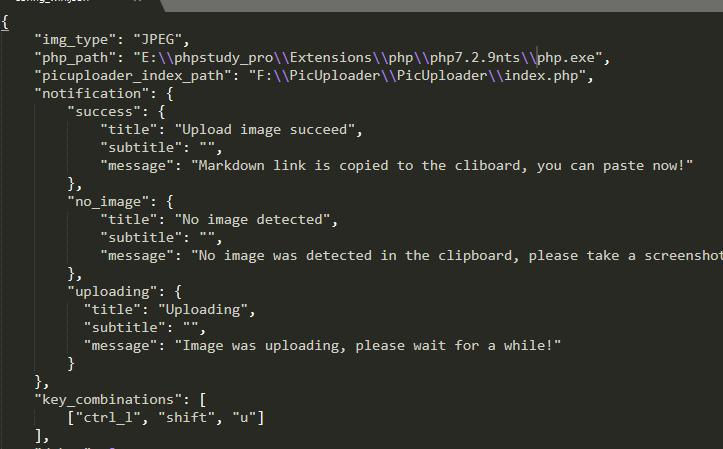 {
    "img_type": "JPEG",
    "php_path": "E:\\phpstudy_pro\\Extensions\\php\\php7.2.9nts\\php.exe",
    "picuploader_index_path": "F:\\PicUploader\\PicUploader\\index.php",
    "notification": {
        "success": {
            "title": "Upload image succeed",
            "subtitle": "",
            "message": "Markdown link is copied to the cliboard, you can paste now!"
        },
        "no_image": {
            "title": "No image detected",
            "subtitle": "",
            "message": "No image was detected in the clipboard, please take a screenshot
        },
        "uploading": {
          "title": "Uploading",
          "subtitle": "",
          "message": "Image was uploading, please wait for a while!"
        }
    },
    "key_combinations": [
        ["ctrl_l", "shift", "u"]
    ],